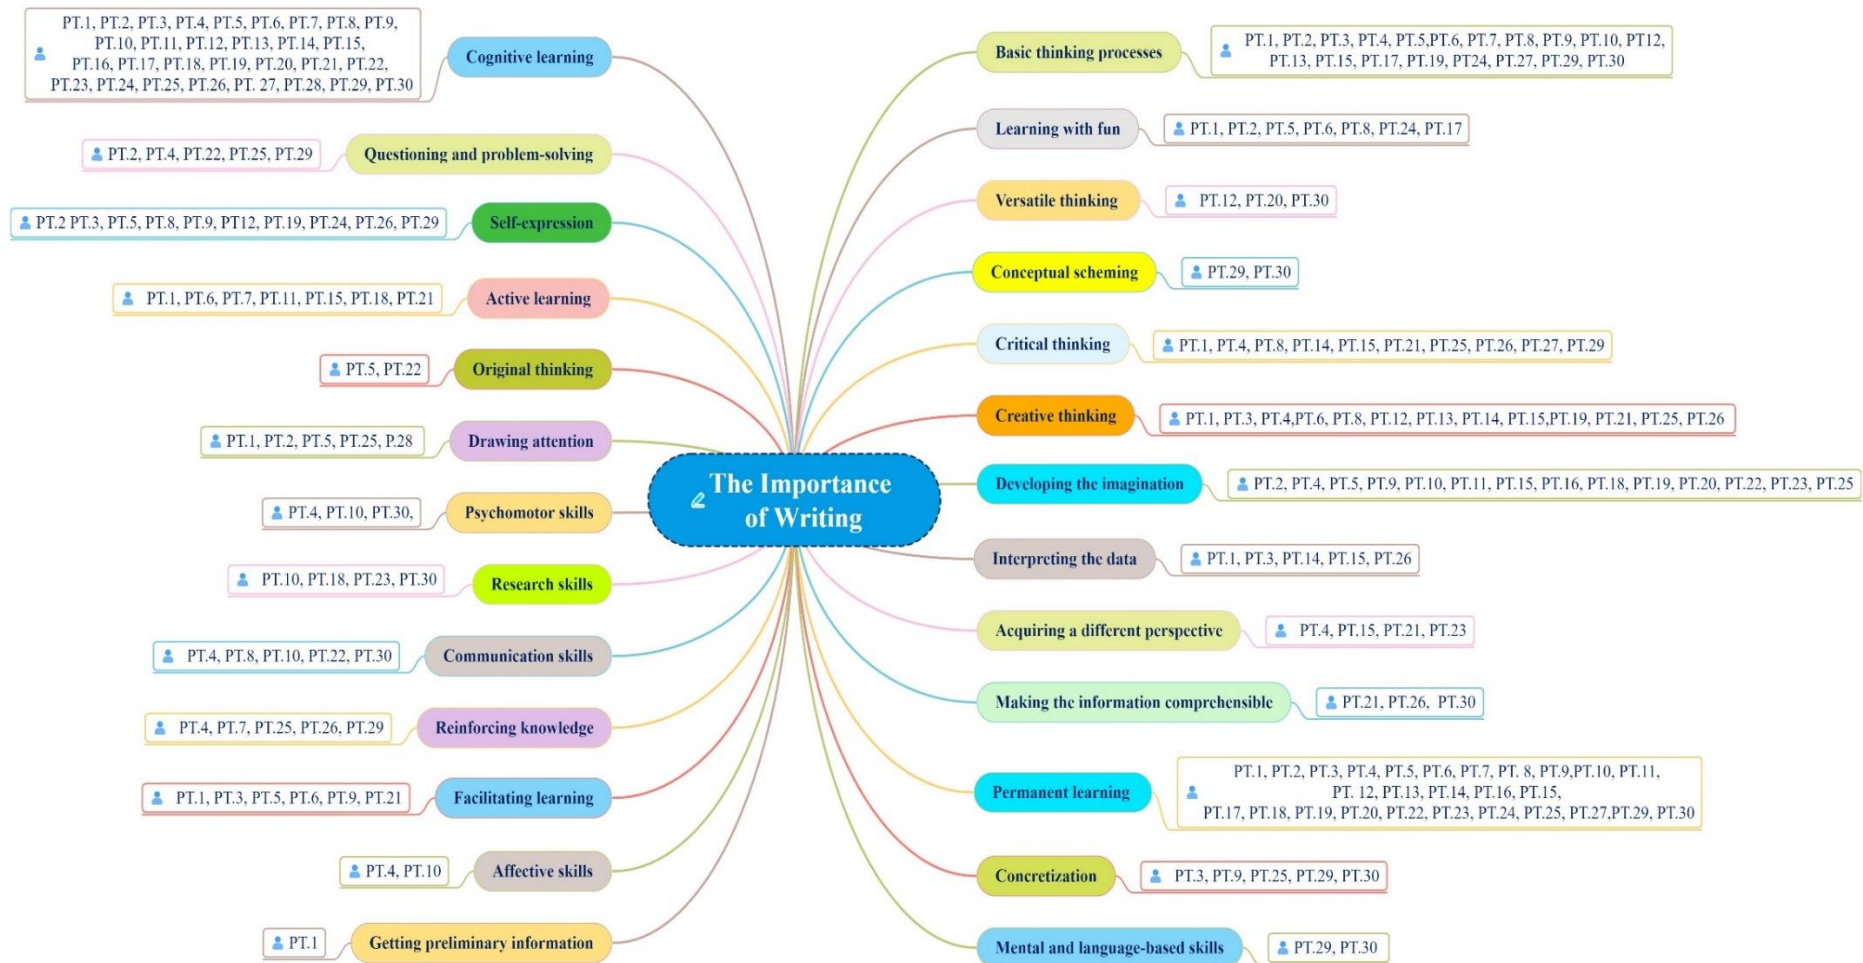 PT.1, PT.2, PT.3, PT.4, PT.5, PT.6, PT.7, PT.8, PT.9,
PT.10, PT.11, PT.12, PT.13, PT.14, PT.15,
PT.16, PT.17, PT.18, PT.19, PT.20, PT.21, PT.22,
PT.23, PT.24, PT.25, PT.26, PT. 27, PT.28, PT.29, PT.30
Cognitive learning
PT.2, PT.4, PT.22, PT.25, PT.29
Questioning and problem-solving
PT.2 PT.3, PT.5, PT.8, PT.9, PT12, PT.19, PT.24, PT.26, PT.29
Self-expression
PT.1, PT.6, PT.7, PT.11, PT.15, PT.18, PT.21
Active learning
PT.5, PT.22
Original thinking
PT.1, PT.2, PT.5, PT.25, P.28
Drawing attention
PT.4, PT.10, PT.30,
Psychomotor skills
PT.10, PT.18, PT.23, PT.30
Research skills
PT.4, PT.8, PT.10, PT.22, PT.30
Communication skills
PT.4, PT.7, PT.25, PT.26, PT.29
Reinforcing knowledge
PT.1, PT.3, PT.5, PT.6, PT.9, PT.21
Facilitating learning
PT.4, PT.10
Affective skills
PT.1
Getting preliminary information
The Importance
of Writing
Basic thinking processes
PT.1, PT.2, PT.3, PT.4, PT.5,PT.6, PT.7, PT.8, PT.9, PT.10, PT12,
PT.13, PT.15, PT.17, PT.19, PT24, PT.27, PT.29, PT.30
Learning with fun
PT.1, PT.2, PT.5, PT.6, PT.8, PT.24, PT.17
Versatile thinking
PT.12, PT.20, PT.30
Conceptual scheming
PT.29, PT.30
Critical thinking
PT.1, PT.4, PT.8, PT.14, PT.15, PT.21, PT.25, PT.26, PT.27, PT.29
Creative thinking
PT.1, PT.3, PT.4,PT.6, PT.8, PT.12, PT.13, PT.14, PT.15,PT.19, PT.21, PT.25, PT.26
Developing the imagination
PT.2, PT.4, PT.5, PT.9, PT.10, PT.11, PT.15, PT.16, PT.18, PT.19, PT.20, PT.22, PT.23, PT.25
Interpreting the data
PT.1, PT.3, PT.14, PT.15, PT.26
Acquiring a different perspective
PT.4, PT.15, PT.21, PT.23
Making the information comprehensible
PT.21, PT.26, PT.30
Permanent learning
PT.1, PT.2, PT.3, PT.4, PT.5, PT.6, PT.7, PT. 8, PT.9,PT.10, PT.11,
PT. 12, PT.13, PT.14, PT.16, PT.15,
PT.17, PT.18, PT.19, PT.20, PT.22, PT.23, PT.24, PT.25, PT.27,PT.29, PT.30
Concretization
PT.3, PT.9, PT.25, PT.29, PT.30
Mental and language-based skills
PT.29, PT.30